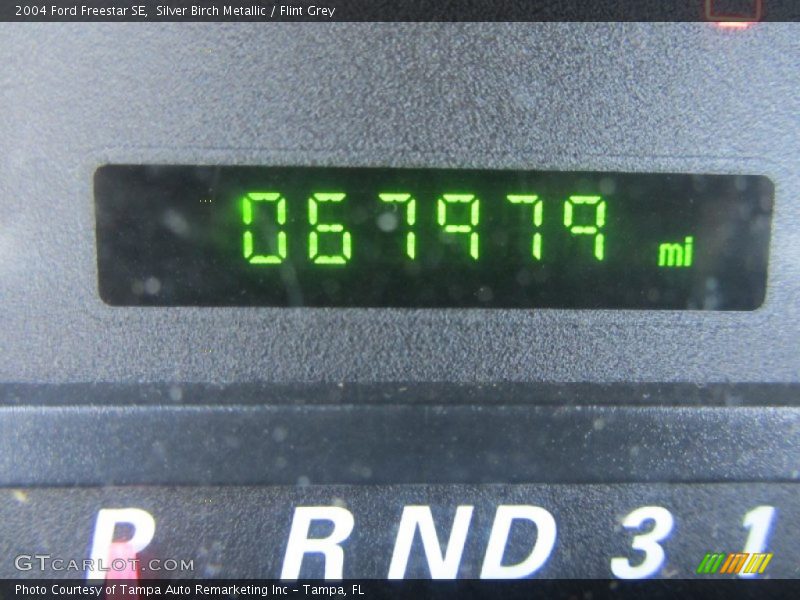 2004 Ford Freestar SE,  Silver Birch Metallic / Flint Grey
067979 mi
P R N D 3 1
GTCARLOT.COM
Photo Courtesy of Tampa Auto Remarketing Inc - Tampa, FL